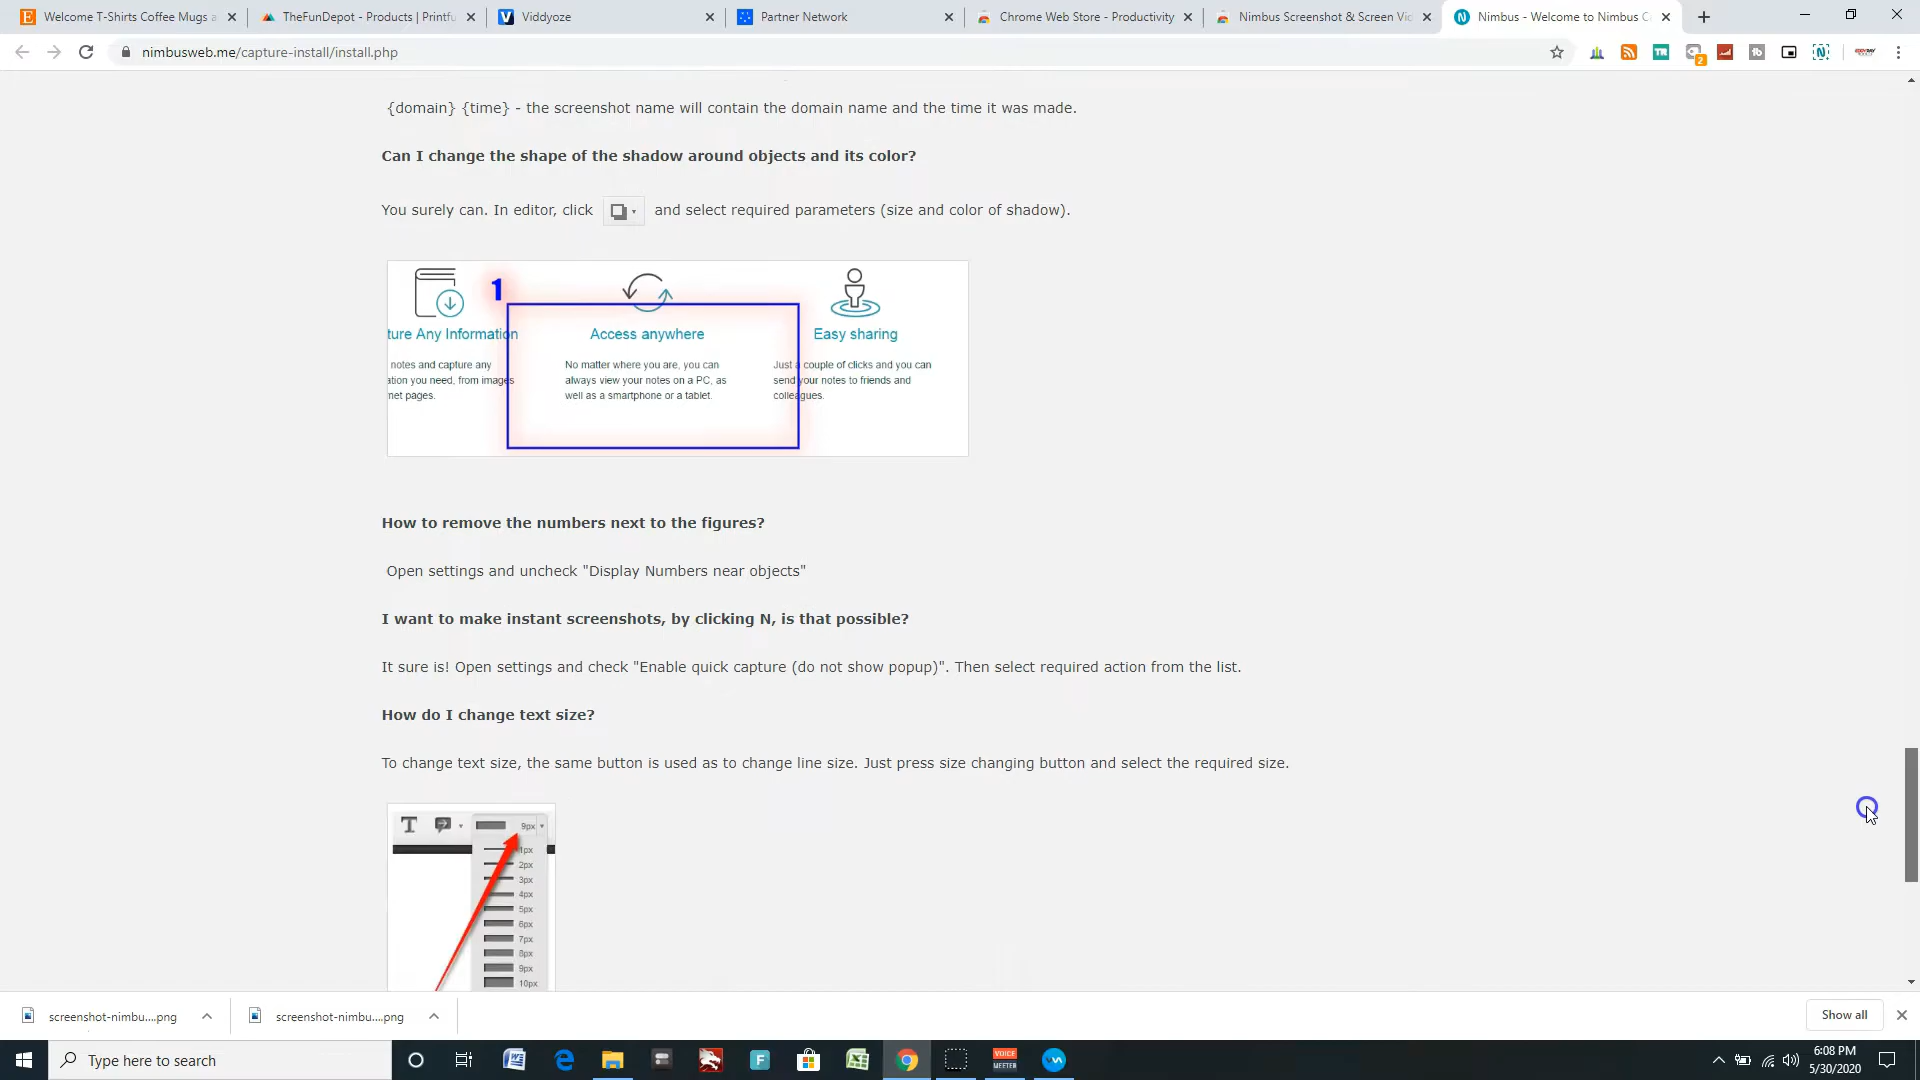 Welcome T-Shirts Coffee Mugs a
TheFunDepot - Products | Printfu
Viddyoze
Partner Network
Chrome Web Store - Productivity
Nimbus Screenshot & Screen Vid
Nimbus - Welcome to Nimbus C
nimbusweb.me/capture-install/install.php
{domain} {time} - the screenshot name will contain the domain name and the time it was made.
Can I change the shape of the shadow around objects and its color?
You surely can. In editor, click and select required parameters (size and color of shadow).
1
ture Any Information
Access anywhere
Easy sharing
notes and capture any
ation you need, from images
net pages.
No matter where you are, you can
always view your notes on a PC, as
well as a smartphone or a tablet.
Just a couple of clicks and you can
send your notes to friends and
colleagues.
How to remove the numbers next to the figures?
Open settings and uncheck "Display Numbers near objects"
I want to make instant screenshots, by clicking N, is that possible?
It sure is! Open settings and check "Enable quick capture (do not show popup)". Then select required action from the list.
How do I change text size?
To change text size, the same button is used as to change line size. Just press size changing button and select the required size.
T
9px
1px
2px
3px
4px
5px
6px
7px
8px
9px
10px
screenshot-nimbu....png
screenshot-nimbu....png
Show all
Type here to search
VOICE
MEETER
6:08 PM
5/30/2020